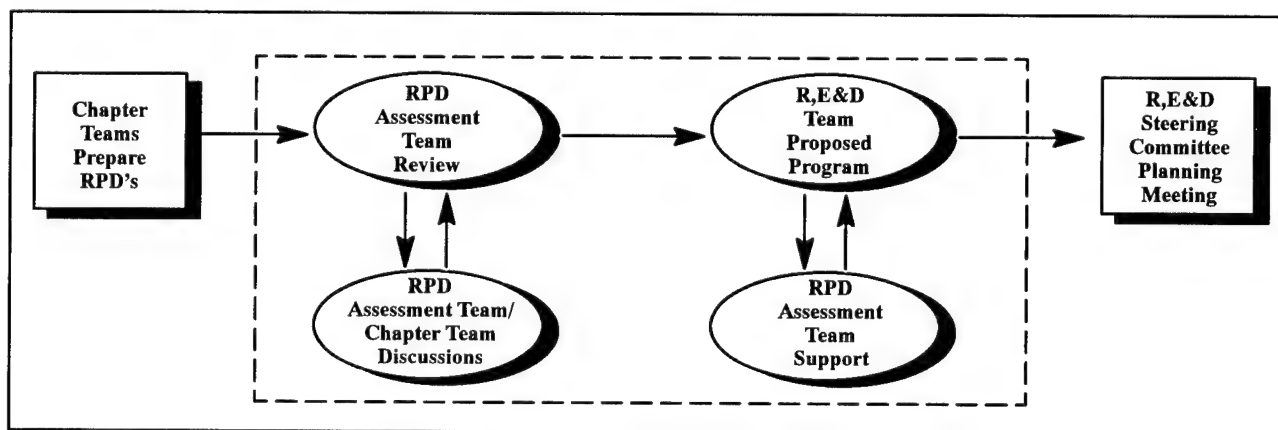 Chapter
Teams
Prepare
RPD's
RPD
Assessment
Team
Review
R,E&D
Team
Proposed
Program
R,E&D
Steering
Committee
Planning
Meeting
RPD
Assessment Team/
Chapter Team
Discussions
RPD
Assessment
Team
Support